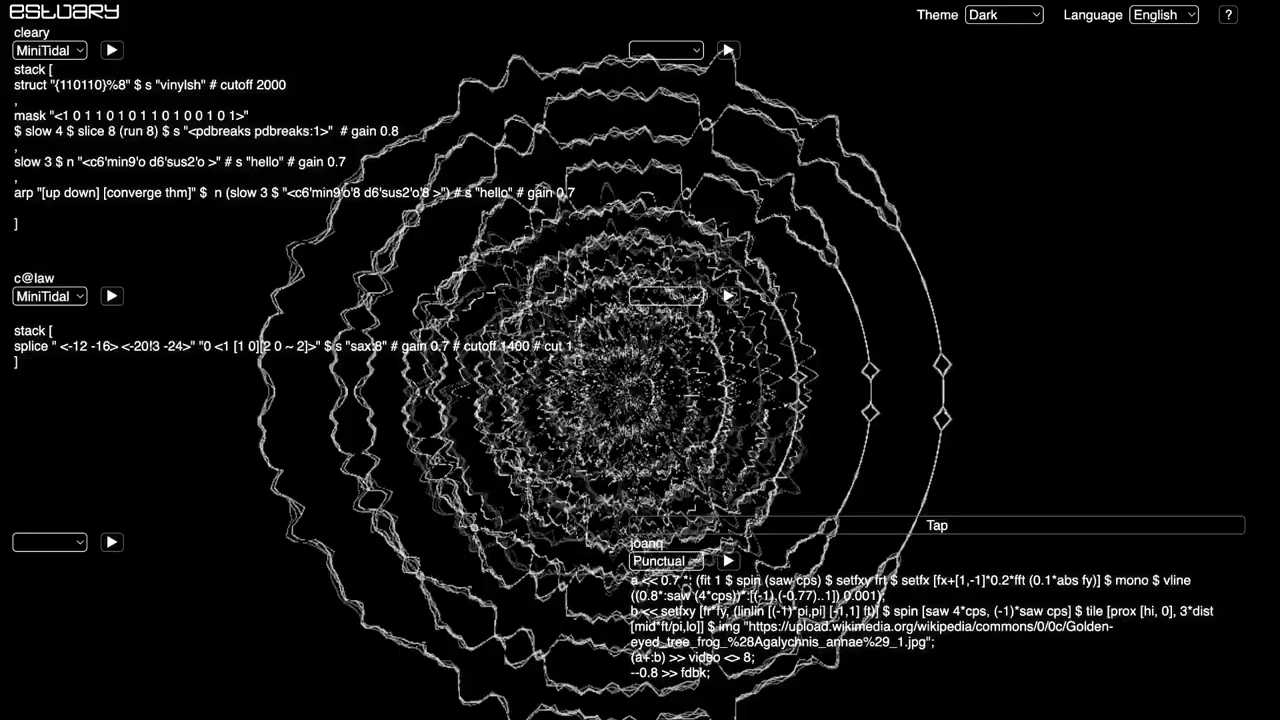 estuary
Theme Dark Language English ?
cleary
MiniTidal
stack [
struct "{110110}%8" $ s "vinylsh" # cutoff 2000
,
mask "<1 0 1 1 0 1 0 1 1 0 1 0 0 1 0 1>"
$ slow 4 $ slice 8 (run 8) $ s "<pdbreaks pdbreaks:1>" # gain 0.8
,
slow 3 $ n "<c6'min9'o d6'sus2'o >" # s "hello" # gain 0.7
,
arp "[up down] [converge thm]" $ n (slow 3 $ "<c6'min9'o'8 d6'sus2'o'8 >") # s "hello" # gain 0.7
]
c@law
MiniTidal
stack [
splice " <-12 -16> <-20!3 -24>" "0 <1 [1 0][2 0 ~ 2]>" $ s "sax:8" # gain 0.7 # cutoff 1400 # cut 1
]
Tap
joanq
Punctual
a << 0.7 *: (fit 1 $ spin (saw cps) $ setfxy frt $ setfx [fx+[1,-1]*0.2*fft (0.1*abs fy)] $ mono $ vline
((0.8*:saw (4*cps))*:[(-1),(-0.77)..1]) 0.001);
b << setfxy [fr*fy, (linlin [(-1)*pi,pi] [-1,1] ft)] $ spin [saw 4*cps, (-1)*saw cps] $ tile [prox [hi, 0], 3*dist
[mid*ft/pi,lo]] $ img "https://upload.wikimedia.org/wikipedia/commons/0/0c/Golden-
eyed_tree_frog_%28Agalychnis_annae%29_1.jpg";
(a+:b) >> video <> 8;
--0.8 >> fdbk;